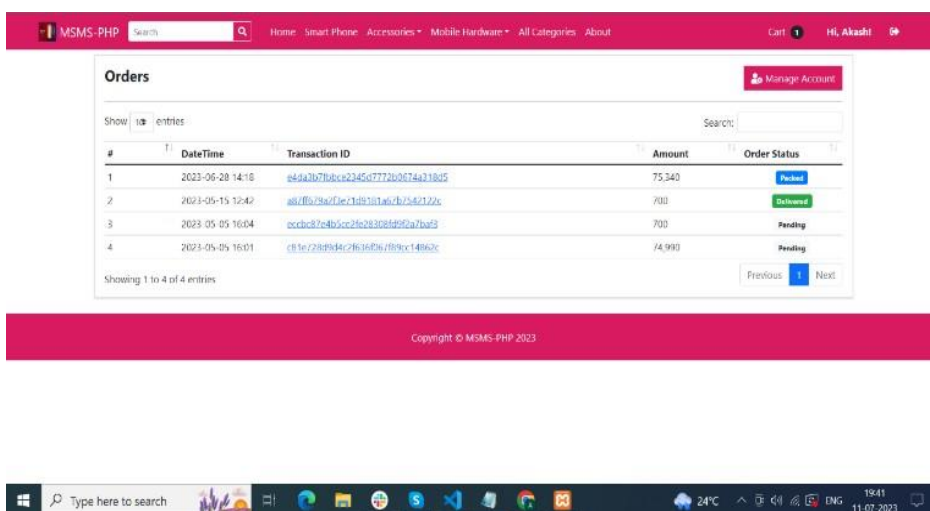 MSMS-PHP Search Home Smart Phone Accessories Mobile Hardware All Categories About Cart 1 Hi, Akash!
Orders Manage Account
Show 10 entries Search:
# DateTime Transaction ID Amount Order Status
1 2023-06-28 14:18 75,340 Packed
2 2023-05-15 12:42 700 Delivered
3 2023-05-05 16:04 eccbc87e4b5ce2fe28308fd9f2a7baf3 700 Pending
4 2023-05-05 16:01 74,990 Pending
Showing 1 to 4 of 4 entries Previous 1 Next
Copyright © MSMS-PHP 2023
Type here to search 24°C ENG 19:41
11-07-2023